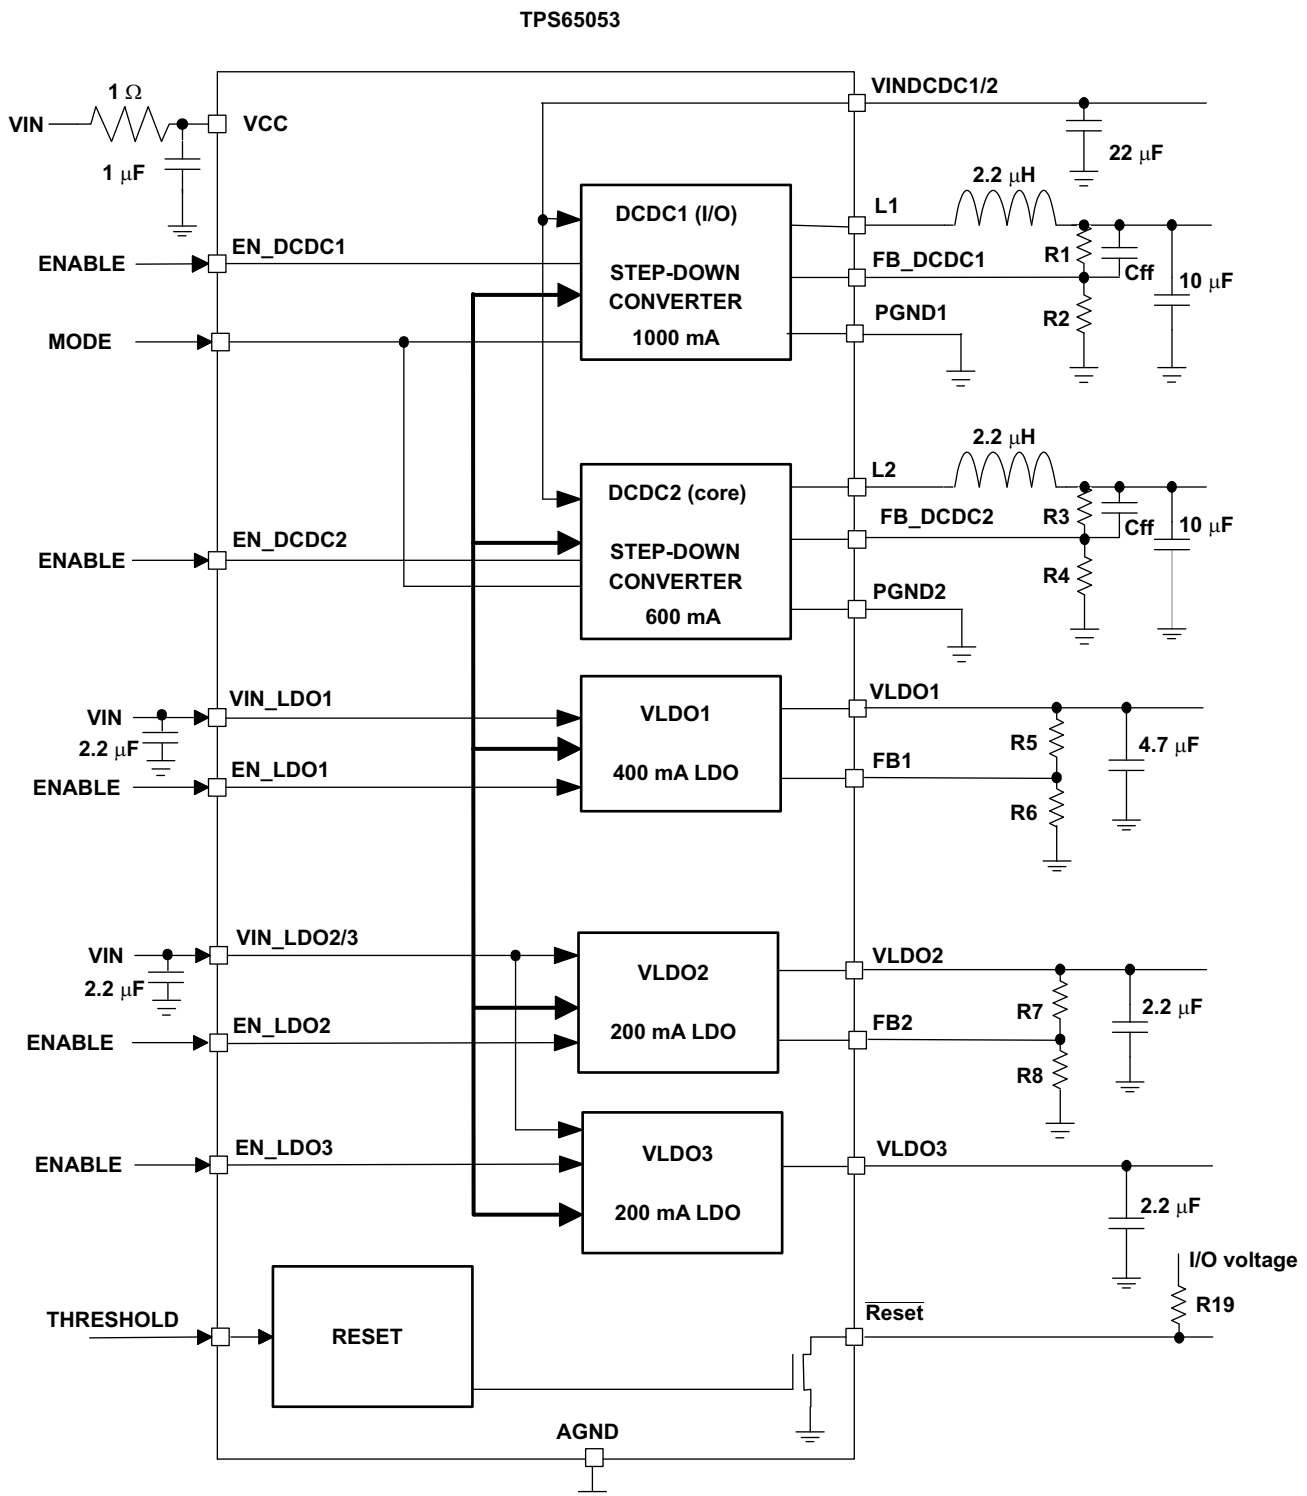 TPS65053
VINDCDC1/2
1 Ω
VIN
VCC
1 μF
22 μF
2.2 μH
DCDC1 (I/O)
L1
EN_DCDC1
ENABLE
FB_DCDC1
R1
Cff
STEP-DOWN
CONVERTER
10 μF
PGND1
R2
MODE
1000 mA
2.2 μH
DCDC2 (core)
L2
FB_DCDC2
R3
Cff
10 μF
EN_DCDC2
ENABLE
STEP-DOWN
CONVERTER
R4
PGND2
600 mA
VIN_LDO1
VLDO1
VIN
VLDO1
2.2 μF
R5
4.7 μF
EN_LDO1
ENABLE
400 mA LDO
FB1
R6
VIN_LDO2/3
VIN
VLDO2
VLDO2
2.2 μF
R7
2.2 μF
EN_LDO2
ENABLE
200 mA LDO
FB2
R8
EN_LDO3
ENABLE
VLDO3
VLDO3
200 mA LDO
2.2 μF
I/O voltage
THRESHOLD
RESET
Reset
R19
AGND